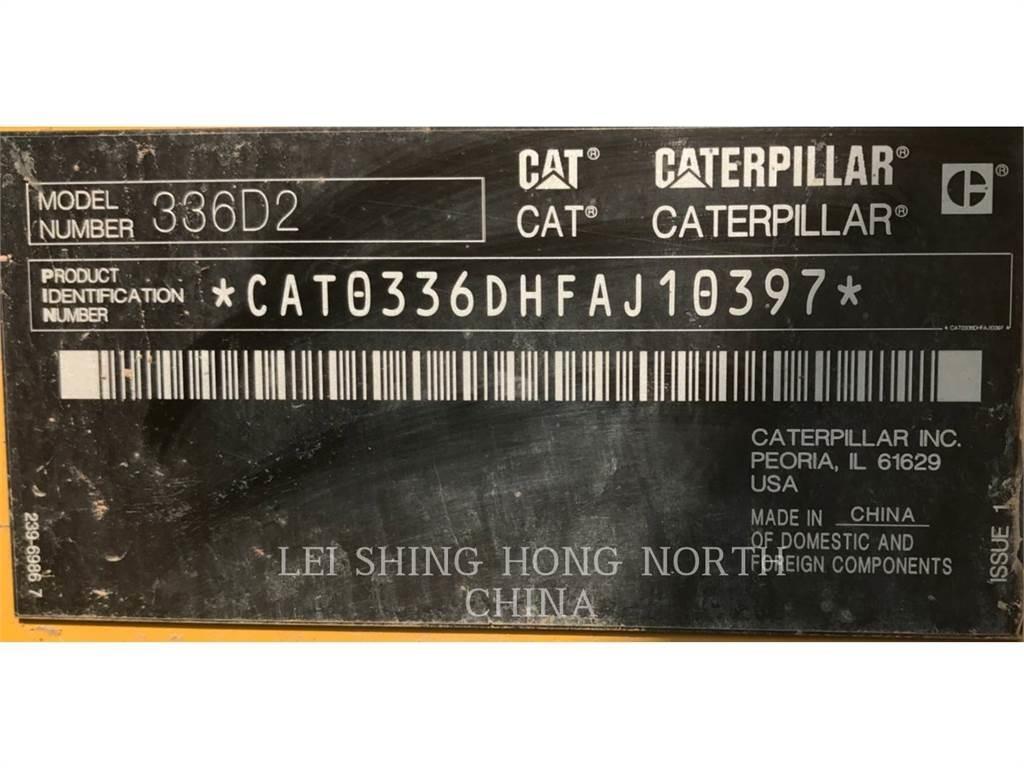 CAT® CATERPILLAR®
CAT® CATERPILLAR®
C®
MODEL
NUMBER 336D2
PRODUCT
IDENTIFICATION
NUMBER
*CAT0336DHFAJ10397*
* CAT0336DHFAJ10397 *
CATERPILLAR INC.
PEORIA, IL 61629
USA
MADE IN CHINA
OF DOMESTIC AND
FOREIGN COMPONENTS
ISSUE 1
239-6986 7
LEI SHING HONG NORTH
CHINA